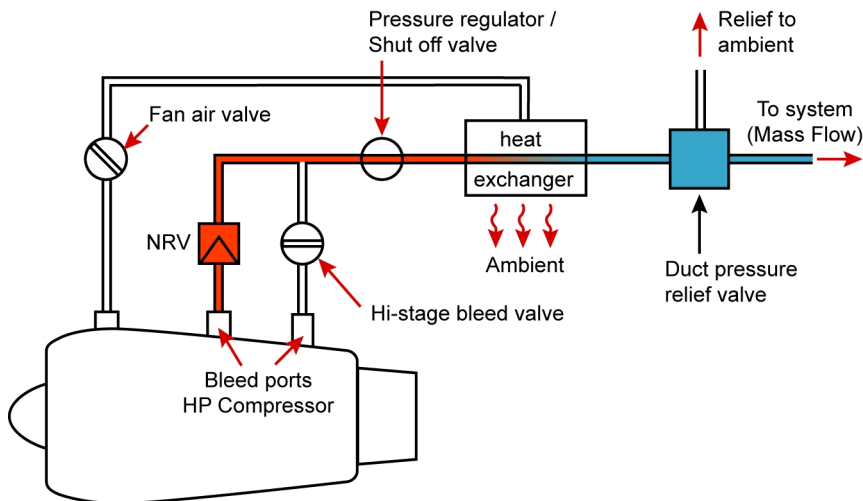 Pressure regulator /
Shut off valve
Relief to
ambient
Fan air valve
To system
(Mass Flow)
heat
exchanger
NRV
Ambient
Duct pressure
relief valve
Hi-stage bleed valve
Bleed ports
HP Compressor